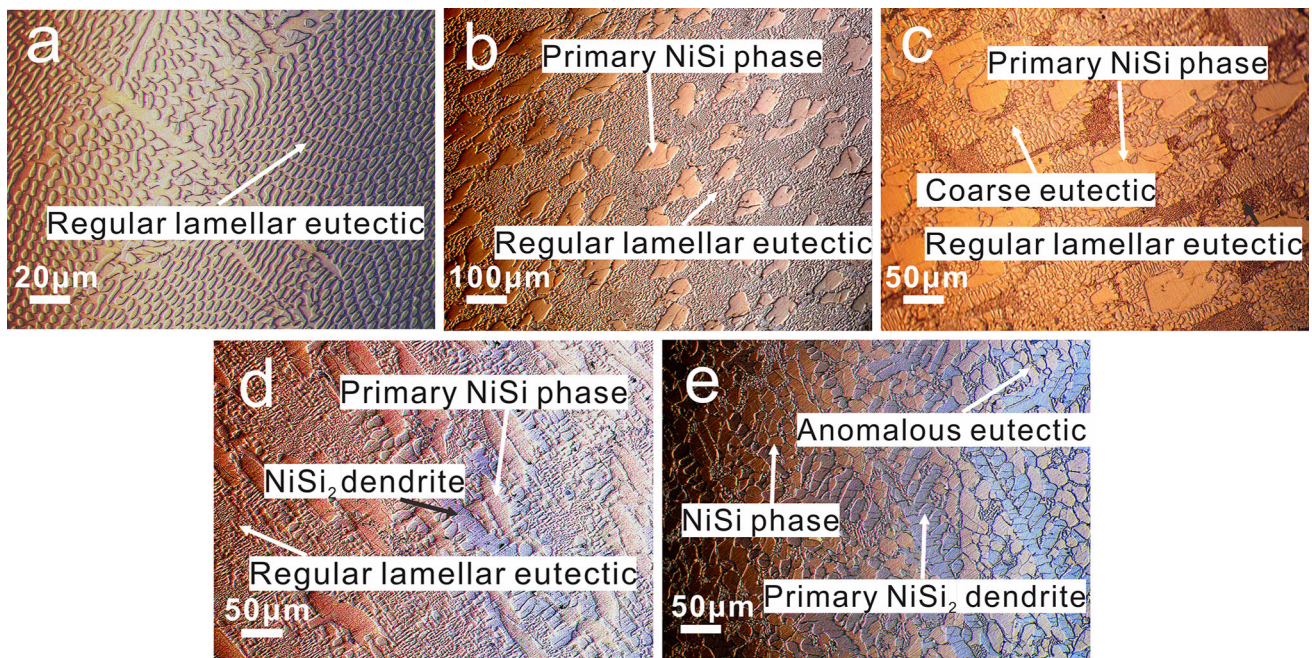 a
Regular lamellar eutectic
20μm
b
Primary NiSi phase
Regular lamellar eutectic
100μm
c
Primary NiSi phase
Coarse eutectic
Regular lamellar eutectic
50μm
d
Primary NiSi phase
NiSi₂ dendrite
Regular lamellar eutectic
50μm
e
Anomalous eutectic
NiSi phase
Primary NiSi₂ dendrite
50μm